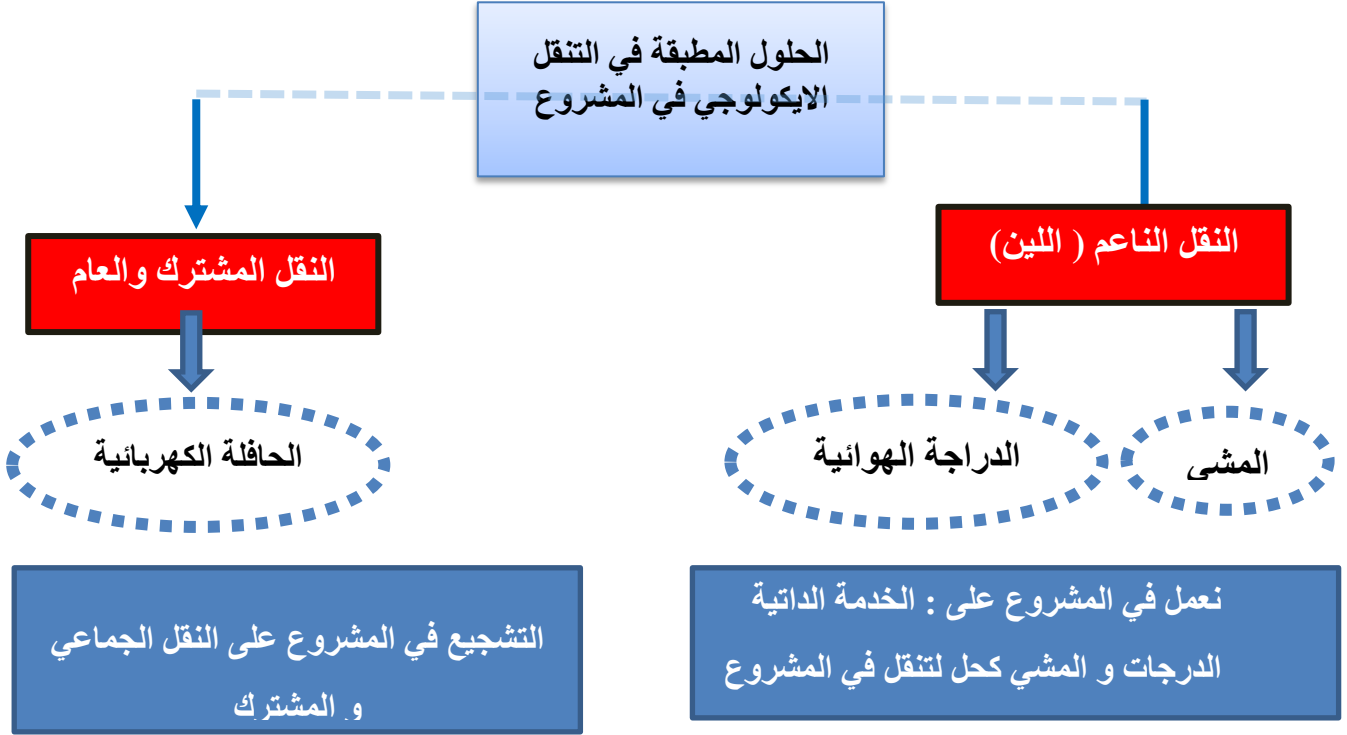 الحلول المطبقة في التنقل
الايكولوجي في المشروع
النقل الناعم ( اللين)
النقل المشترك والعام
المشي
الدراجة الهوائية
الحافلة الكهربائية
نعمل في المشروع على : الخدمة الداتية
الدرجات و المشي كحل لتنقل في المشروع
التشجيع في المشروع على النقل الجماعي
و المشترك